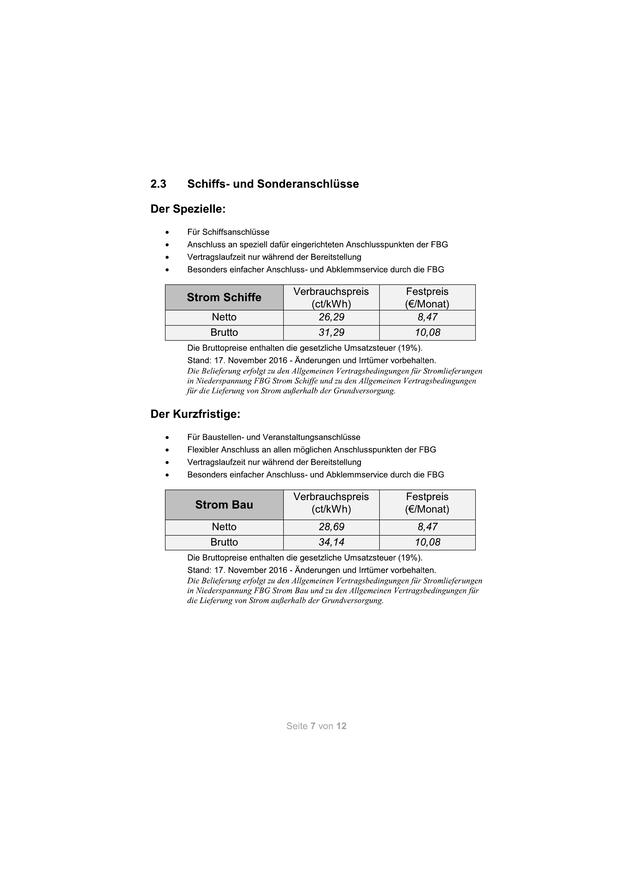 2.3 Schiffs- und Sonderanschlüsse
Der Spezielle:
• Für Schiffsanschlüsse
• Anschluss an speziell dafür eingerichteten Anschlusspunkten der FBG
• Vertragslaufzeit nur während der Bereitstellung
• Besonders einfacher Anschluss- und Abklemmservice durch die FBG
Strom Schiffe Verbrauchspreis (ct/kWh) Festpreis (€/Monat)
Netto 26,29 8,47
Brutto 31,29 10,08
Die Bruttopreise enthalten die gesetzliche Umsatzsteuer (19%).
Stand: 17. November 2016 - Änderungen und Irrtümer vorbehalten.
Die Belieferung erfolgt zu den Allgemeinen Vertragsbedingungen für Stromlieferungen
in Niederspannung FBG Strom Schiffe und zu den Allgemeinen Vertragsbedingungen
für die Lieferung von Strom außerhalb der Grundversorgung.
Der Kurzfristige:
• Für Baustellen- und Veranstaltungsanschlüsse
• Flexibler Anschluss an allen möglichen Anschlusspunkten der FBG
• Vertragslaufzeit nur während der Bereitstellung
• Besonders einfacher Anschluss- und Abklemmservice durch die FBG
Strom Bau Verbrauchspreis (ct/kWh) Festpreis (€/Monat)
Netto 28,69 8,47
Brutto 34,14 10,08
Die Bruttopreise enthalten die gesetzliche Umsatzsteuer (19%).
Stand: 17. November 2016 - Änderungen und Irrtümer vorbehalten.
Die Belieferung erfolgt zu den Allgemeinen Vertragsbedingungen für Stromlieferungen
in Niederspannung FBG Strom Bau und zu den Allgemeinen Vertragsbedingungen für
die Lieferung von Strom außerhalb der Grundversorgung.
Seite 7 von 12